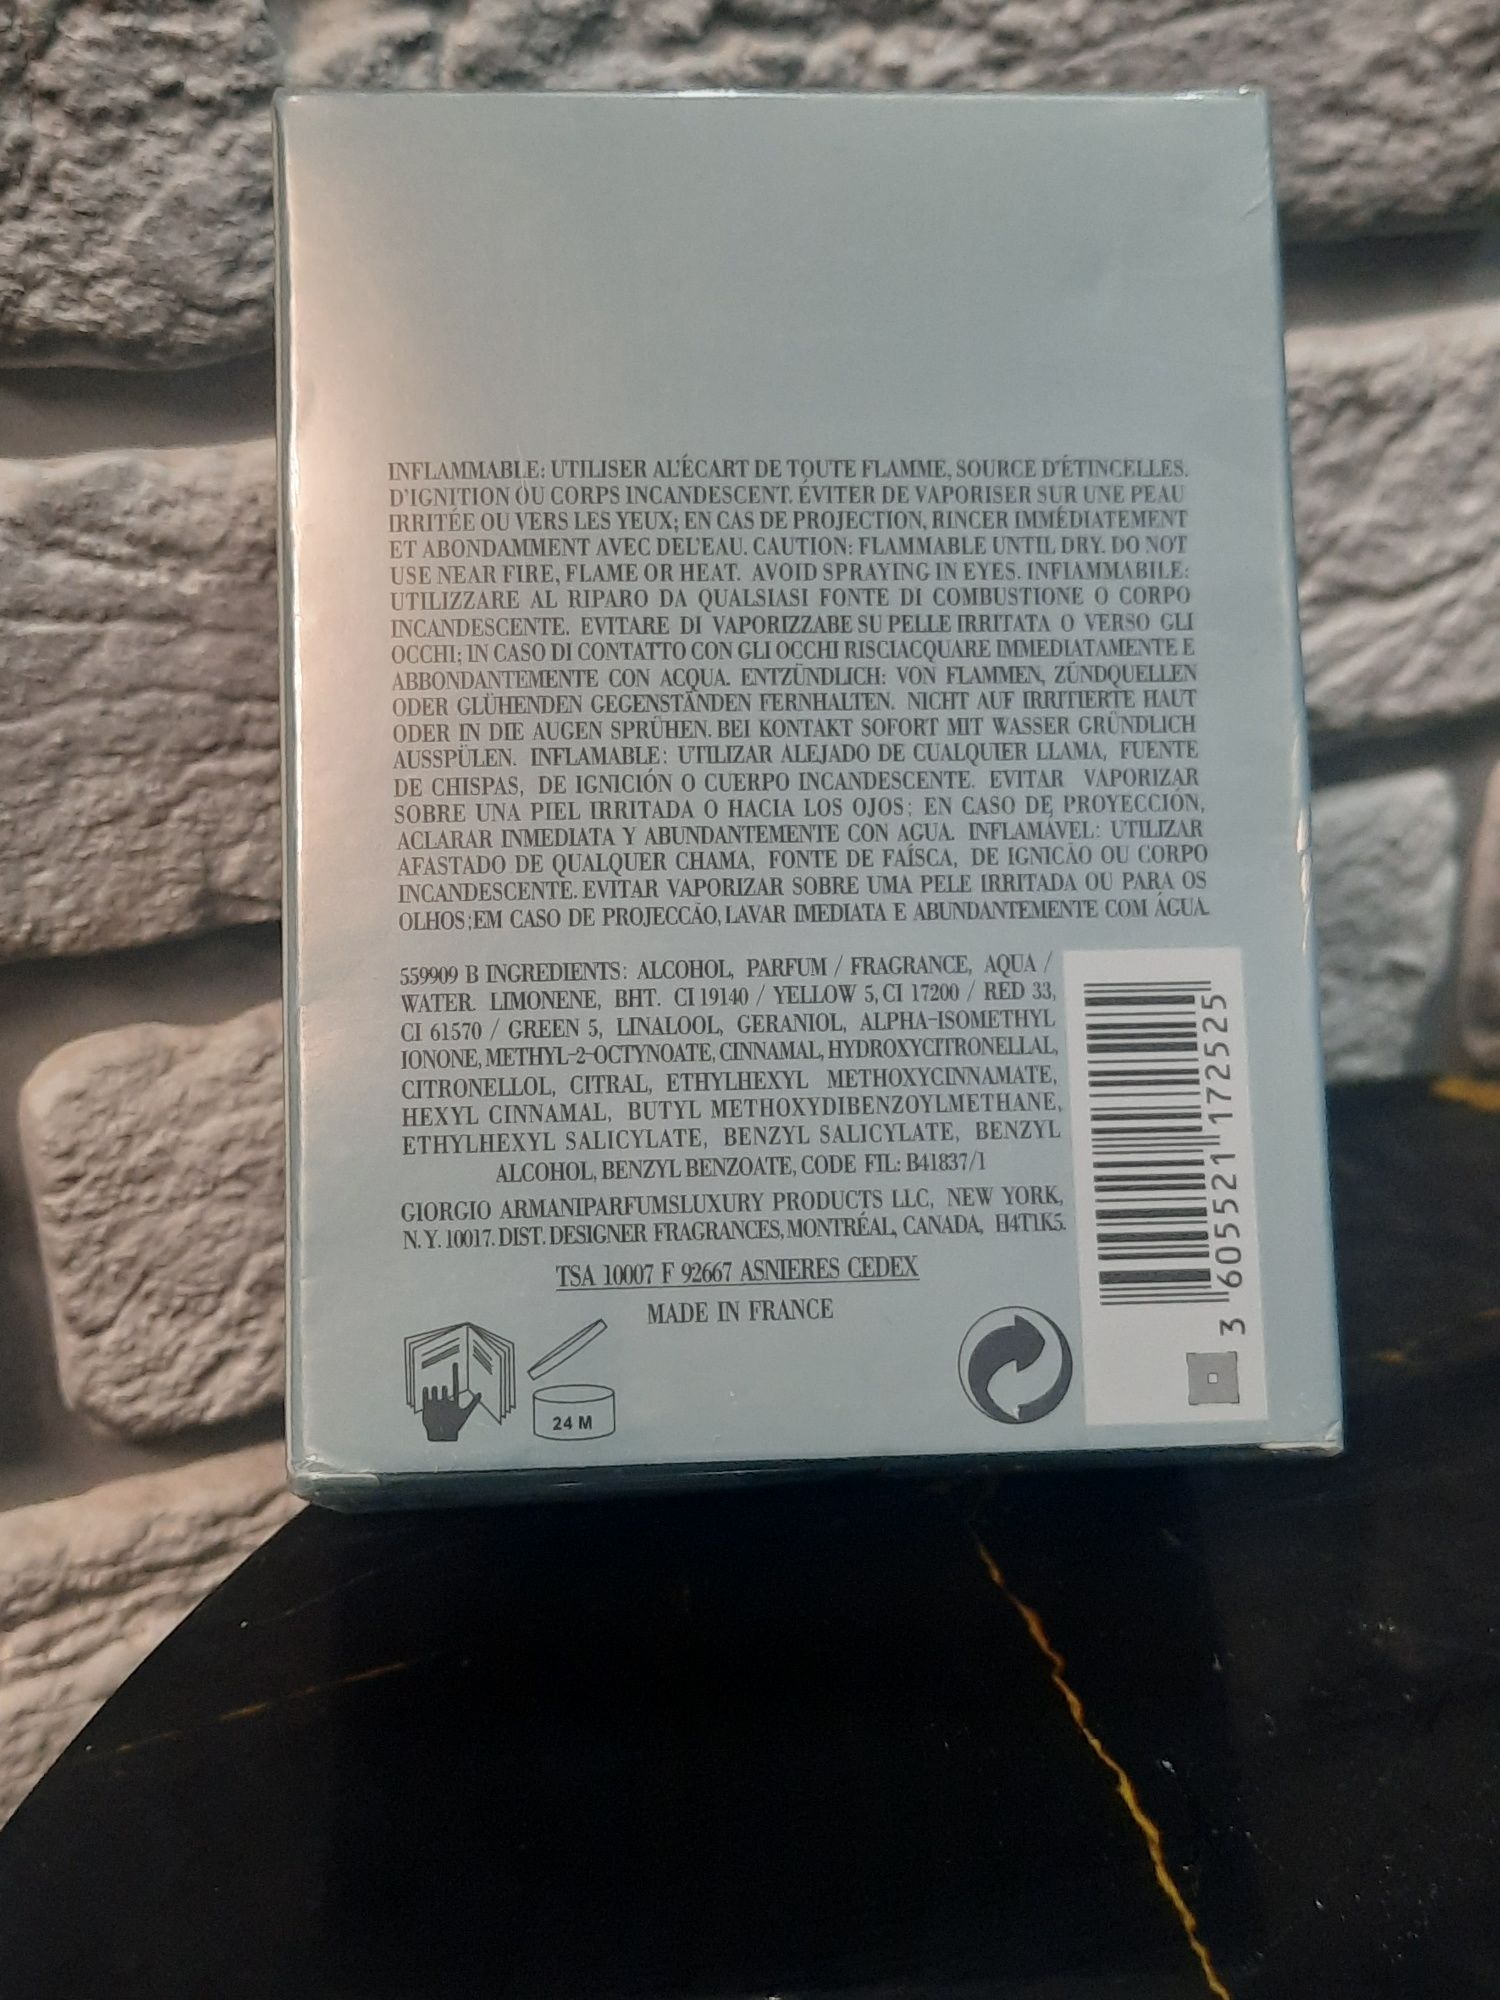 INFLAMMABLE: UTILISER AL'ÉCART DE TOUTE FLAMME, SOURCE D'ÉTINCELLES.
D'IGNITION OU CORPS INCANDESCENT. ÉVITER DE VAPORISER SUR UNE PEAU
IRRITÉE OU VERS LES YEUX; EN CAS DE PROJECTION, RINCER IMMÉDIATEMENT
ET ABONDAMMENT AVEC DEL'EAU. CAUTION: FLAMMABLE UNTIL DRY. DO NOT
USE NEAR FIRE, FLAME OR HEAT. AVOID SPRAYING IN EYES. INFIAMMABILE:
UTILIZZARE AL RIPARO DA QUALSIASI FONTE DI COMBUSTIONE O CORPO
INCANDESCENTE. EVITARE DI VAPORIZZABE SU PELLE IRRITATA O VERSO GLI
OCCHI; IN CASO DI CONTATTO CON GLI OCCHI RISCIACQUARE IMMEDIATAMENTE E
ABBONDANTEMENTE CON ACQUA. ENTZÜNDLICH: VON FLAMMEN, ZÜNDQUELLEN
ODER GLÜHENDEN GEGENSTÄNDEN FERNHALTEN. NICHT AUF IRRITIERTE HAUT
ODER IN DIE AUGEN SPRÜHEN. BEI KONTAKT SOFORT MIT WASSER GRÜNDLICH
AUSSPÜLEN. INFLAMABLE: UTILIZAR ALEJADO DE CUALQUIER LLAMA, FUENTE
DE CHISPAS, DE IGNICIÓN O CUERPO INCANDESCENTE. EVITAR VAPORIZAR
SOBRE UNA PIEL IRRITADA O HACIA LOS OJOS; EN CASO DE PROYECCIÓN,
ACLARAR INMEDIATA Y ABUNDANTEMENTE CON AGUA. INFLAMÁVEL: UTILIZAR
AFASTADO DE QUALQUER CHAMA, FONTE DE FAÍSCA, DE IGNICÃO OU CORPO
INCANDESCENTE. EVITAR VAPORIZAR SOBRE UMA PELE IRRITADA OU PARA OS
OLHOS;EM CASO DE PROJECCÃO, LAVAR IMEDIATA E ABUNDANTEMENTE COM ÁGUA.
559909 B INGREDIENTS: ALCOHOL, PARFUM / FRAGRANCE, AQUA /
WATER. LIMONENE, BHT. CI 19140 / YELLOW 5, CI 17200 / RED 33,
CI 61570 / GREEN 5, LINALOOL, GERANIOL, ALPHA-ISOMETHYL
IONONE, METHYL-2-OCTYNOATE, CINNAMAL, HYDROXYCITRONELLAL,
CITRONELLOL, CITRAL, ETHYLHEXYL METHOXYCINNAMATE,
HEXYL CINNAMAL, BUTYL METHOXYDIBENZOYLMETHANE,
ETHYLHEXYL SALICYLATE, BENZYL SALICYLATE, BENZYL
ALCOHOL, BENZYL BENZOATE, CODE FIL: B41837/1
GIORGIO ARMANIPARFUMSLUXURY PRODUCTS LLC, NEW YORK,
N.Y. 10017. DIST. DESIGNER FRAGRANCES, MONTRÉAL, CANADA, H4T1K5.
TSA 10007 F 92667 ASNIERES CEDEX
MADE IN FRANCE
24 M
3 605521 172525